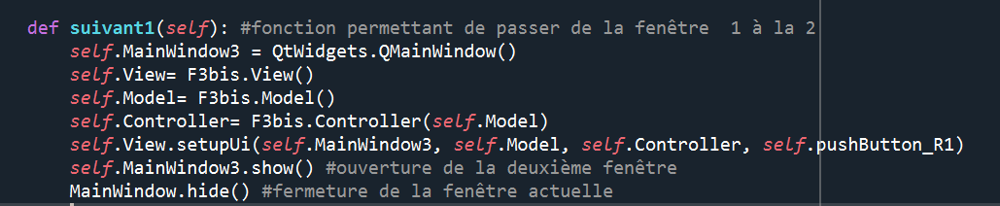 def suivant1(self): #fonction permettant de passer de la fenêtre  1 à la 2
    self.MainWindow3 = QtWidgets.QMainWindow()
    self.View= F3bis.View()
    self.Model= F3bis.Model()
    self.Controller= F3bis.Controller(self.Model)
    self.View.setupUi(self.MainWindow3, self.Model, self.Controller, self.pushButton_R1)
    self.MainWindow3.show() #ouverture de la deuxième fenêtre
    MainWindow.hide() #fermeture de la fenêtre actuelle